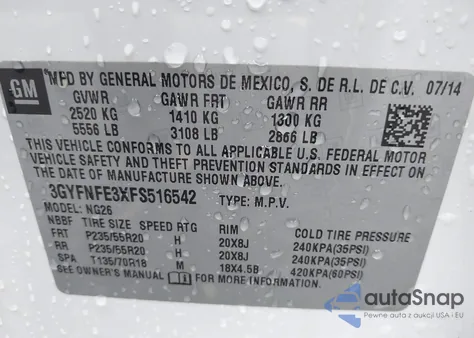 GM
MFD BY GENERAL MOTORS DE MEXICO, S. DE R.L. DE C.V. 07/14
GVWR GAWR FRT GAWR RR
2520 KG 1410 KG 1300 KG
5556 LB 3108 LB 2866 LB
THIS VEHICLE CONFORMS TO ALL APPLICABLE U.S. FEDERAL MOTOR
VEHICLE SAFETY AND THEFT PREVENTION STANDARDS IN EFFECT ON
THE DATE OF MANUFACTURE SHOWN ABOVE.
3GYFNFE3XFS516542 TYPE: M.P.V.
MODEL: NG26
NBBF TIRE SIZE SPEED RTG RIM COLD TIRE PRESSURE
FRT P235/55R20 H 20X8J 240KPA(35PSI)
RR P235/55R20 H 20X8J 240KPA(35PSI)
SPA T135/70R18 M 18X4.5B 420KPA(60PSI)
SEE OWNER'S MANUAL FOR MORE INFORMATION
autoSnap
Pewne auta z aukcji USA i EU